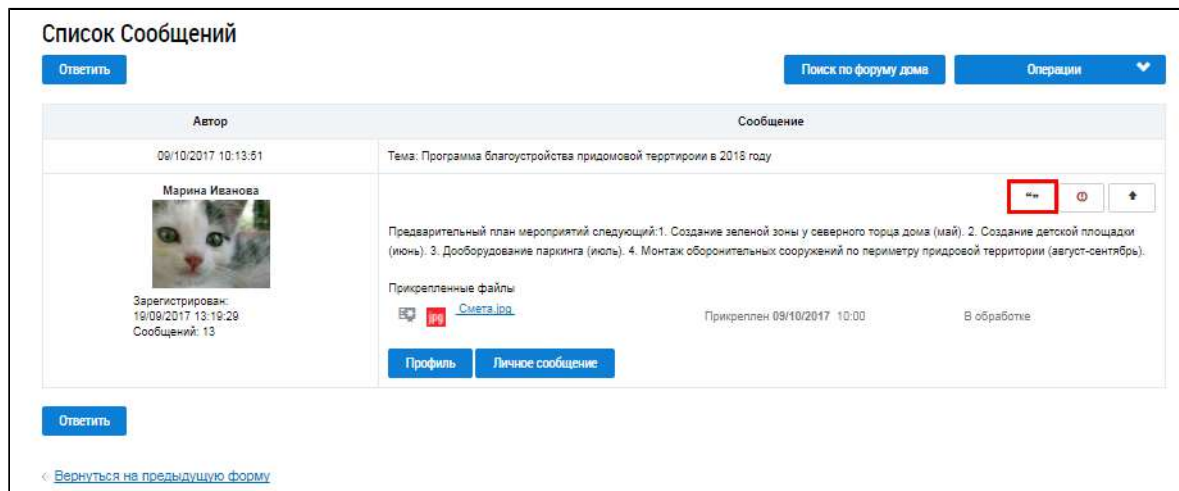 Список Сообщений
Ответить
Поиск по форуму дома
Операции
Автор
Сообщение
09/10/2017 10:13:51
Тема: Программа благоустройства придомовой терртироии в 2018 году
Марина Иванова
❝❞
Предварительный план мероприятий следующий:1. Создание зеленой зоны у северного торца дома (май). 2. Создание детской площадки
(июнь). 3. Дооборудование паркинга (июль). 4. Монтаж оборонительных сооружений по периметру придровой территории (август-сентябрь).
Зарегистрирован:
19/09/2017 13:19:29
Сообщений: 13
Прикрепленные файлы
jpg
Смета.jpg
Прикреплен 09/10/2017 10:00
В обработке
Профиль
Личное сообщение
Ответить
Вернуться на предыдущую форму